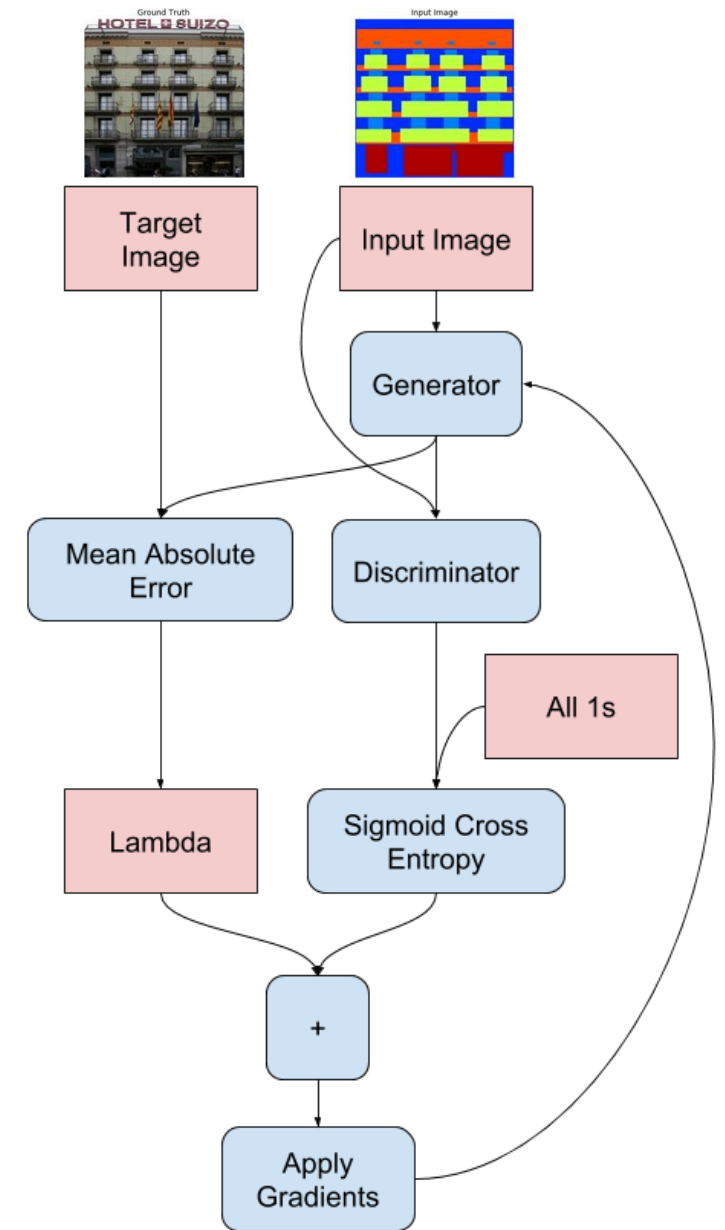 Ground Truth
Input Image
HOTEL SUIZO
Target
Image
Input Image
Generator
Mean Absolute
Error
Discriminator
All 1s
Lambda
Sigmoid Cross
Entropy
+
Apply
Gradients